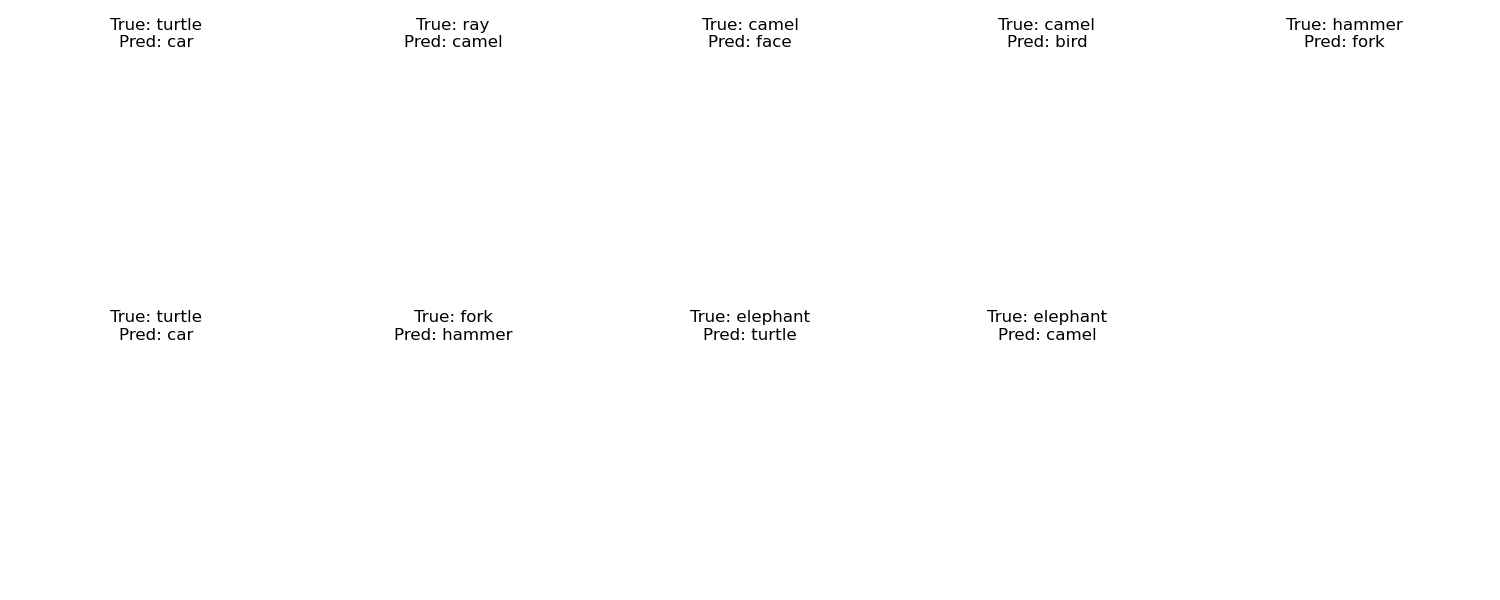 True: turtle
Pred: car
True: ray
Pred: camel
True: camel
Pred: face
True: camel
Pred: bird
True: hammer
Pred: fork
True: turtle
Pred: car
True: fork
Pred: hammer
True: elephant
Pred: turtle
True: elephant
Pred: camel